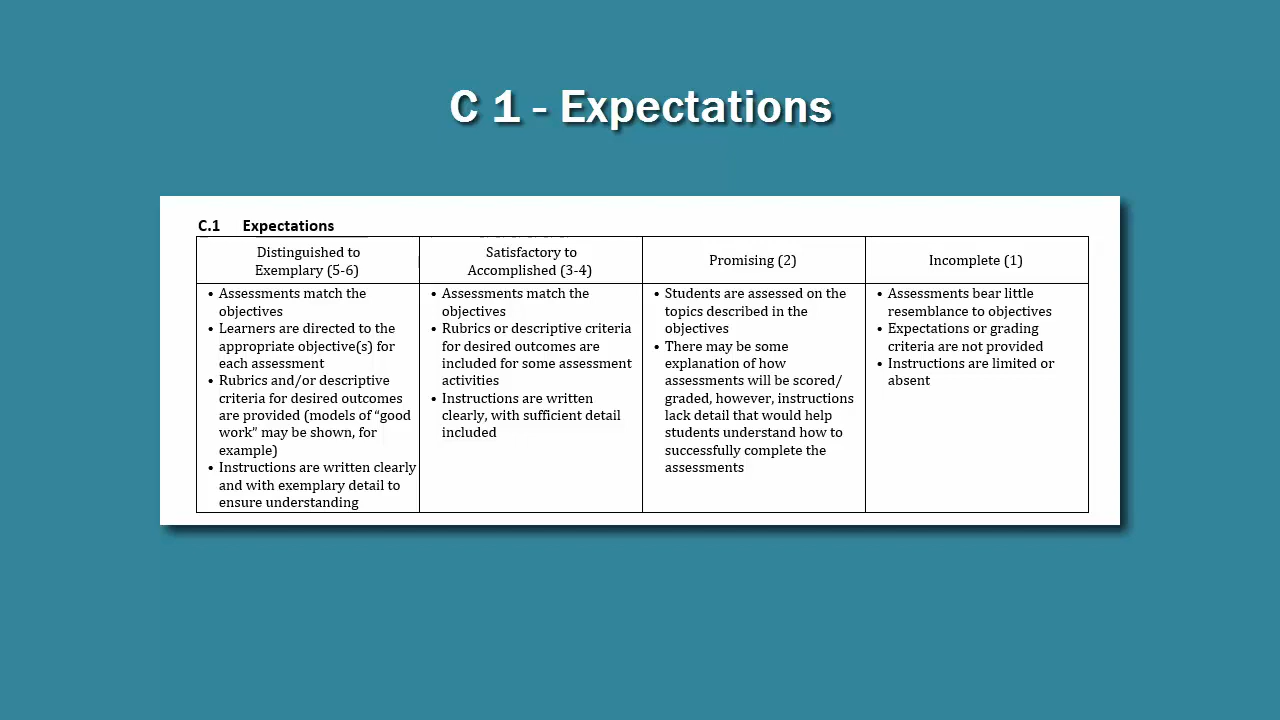 C 1 - Expectations
C.1 Expectations
Distinguished to
Exemplary (5-6)
Satisfactory to
Accomplished (3-4)
Promising (2)
Incomplete (1)
• Assessments match the
objectives
• Learners are directed to the
appropriate objective(s) for
each assessment
• Rubrics and/or descriptive
criteria for desired outcomes
are provided (models of “good
work” may be shown, for
example)
• Instructions are written clearly
and with exemplary detail to
ensure understanding
• Assessments match the
objectives
• Rubrics or descriptive criteria
for desired outcomes are
included for some assessment
activities
• Instructions are written
clearly, with sufficient detail
included
• Students are assessed on the
topics described in the
objectives
• There may be some
explanation of how
assessments will be scored/
graded, however, instructions
lack detail that would help
students understand how to
successfully complete the
assessments
• Assessments bear little
resemblance to objectives
• Expectations or grading
criteria are not provided
• Instructions are limited or
absent